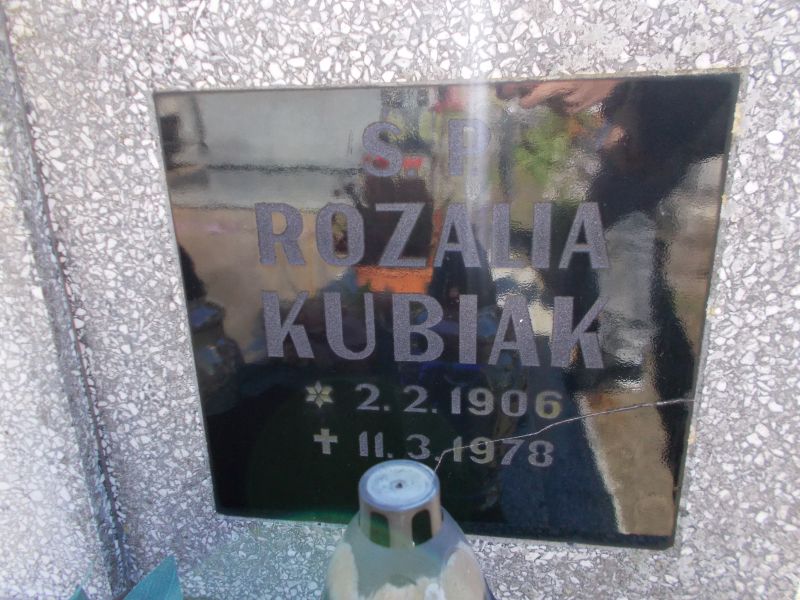 S P
ROZALIA
KUBIAK
* 2.2.1906
✝ 11.3.1978